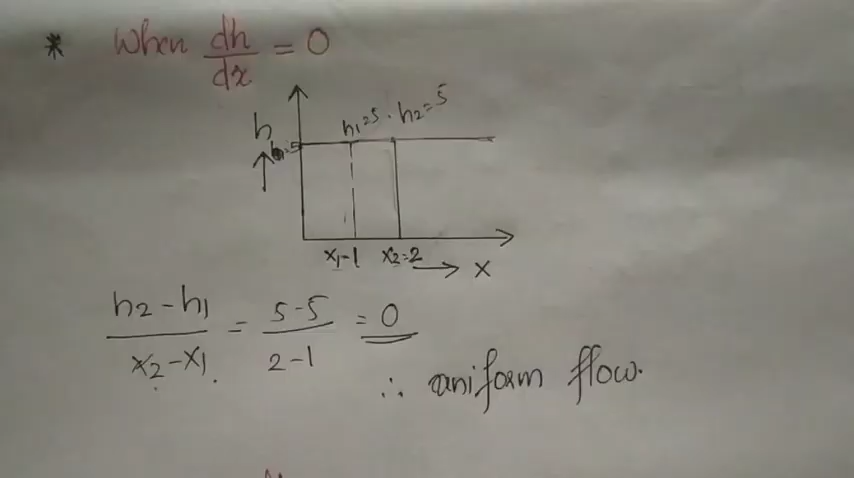 * When dh/dx = 0
h₁=5 . h₂=5
h
h=5
x₁-1 x₂=2
x
h₂-h₁/x₂-x₁. = 5-5/2-1 = 0
∴ uniform flow.